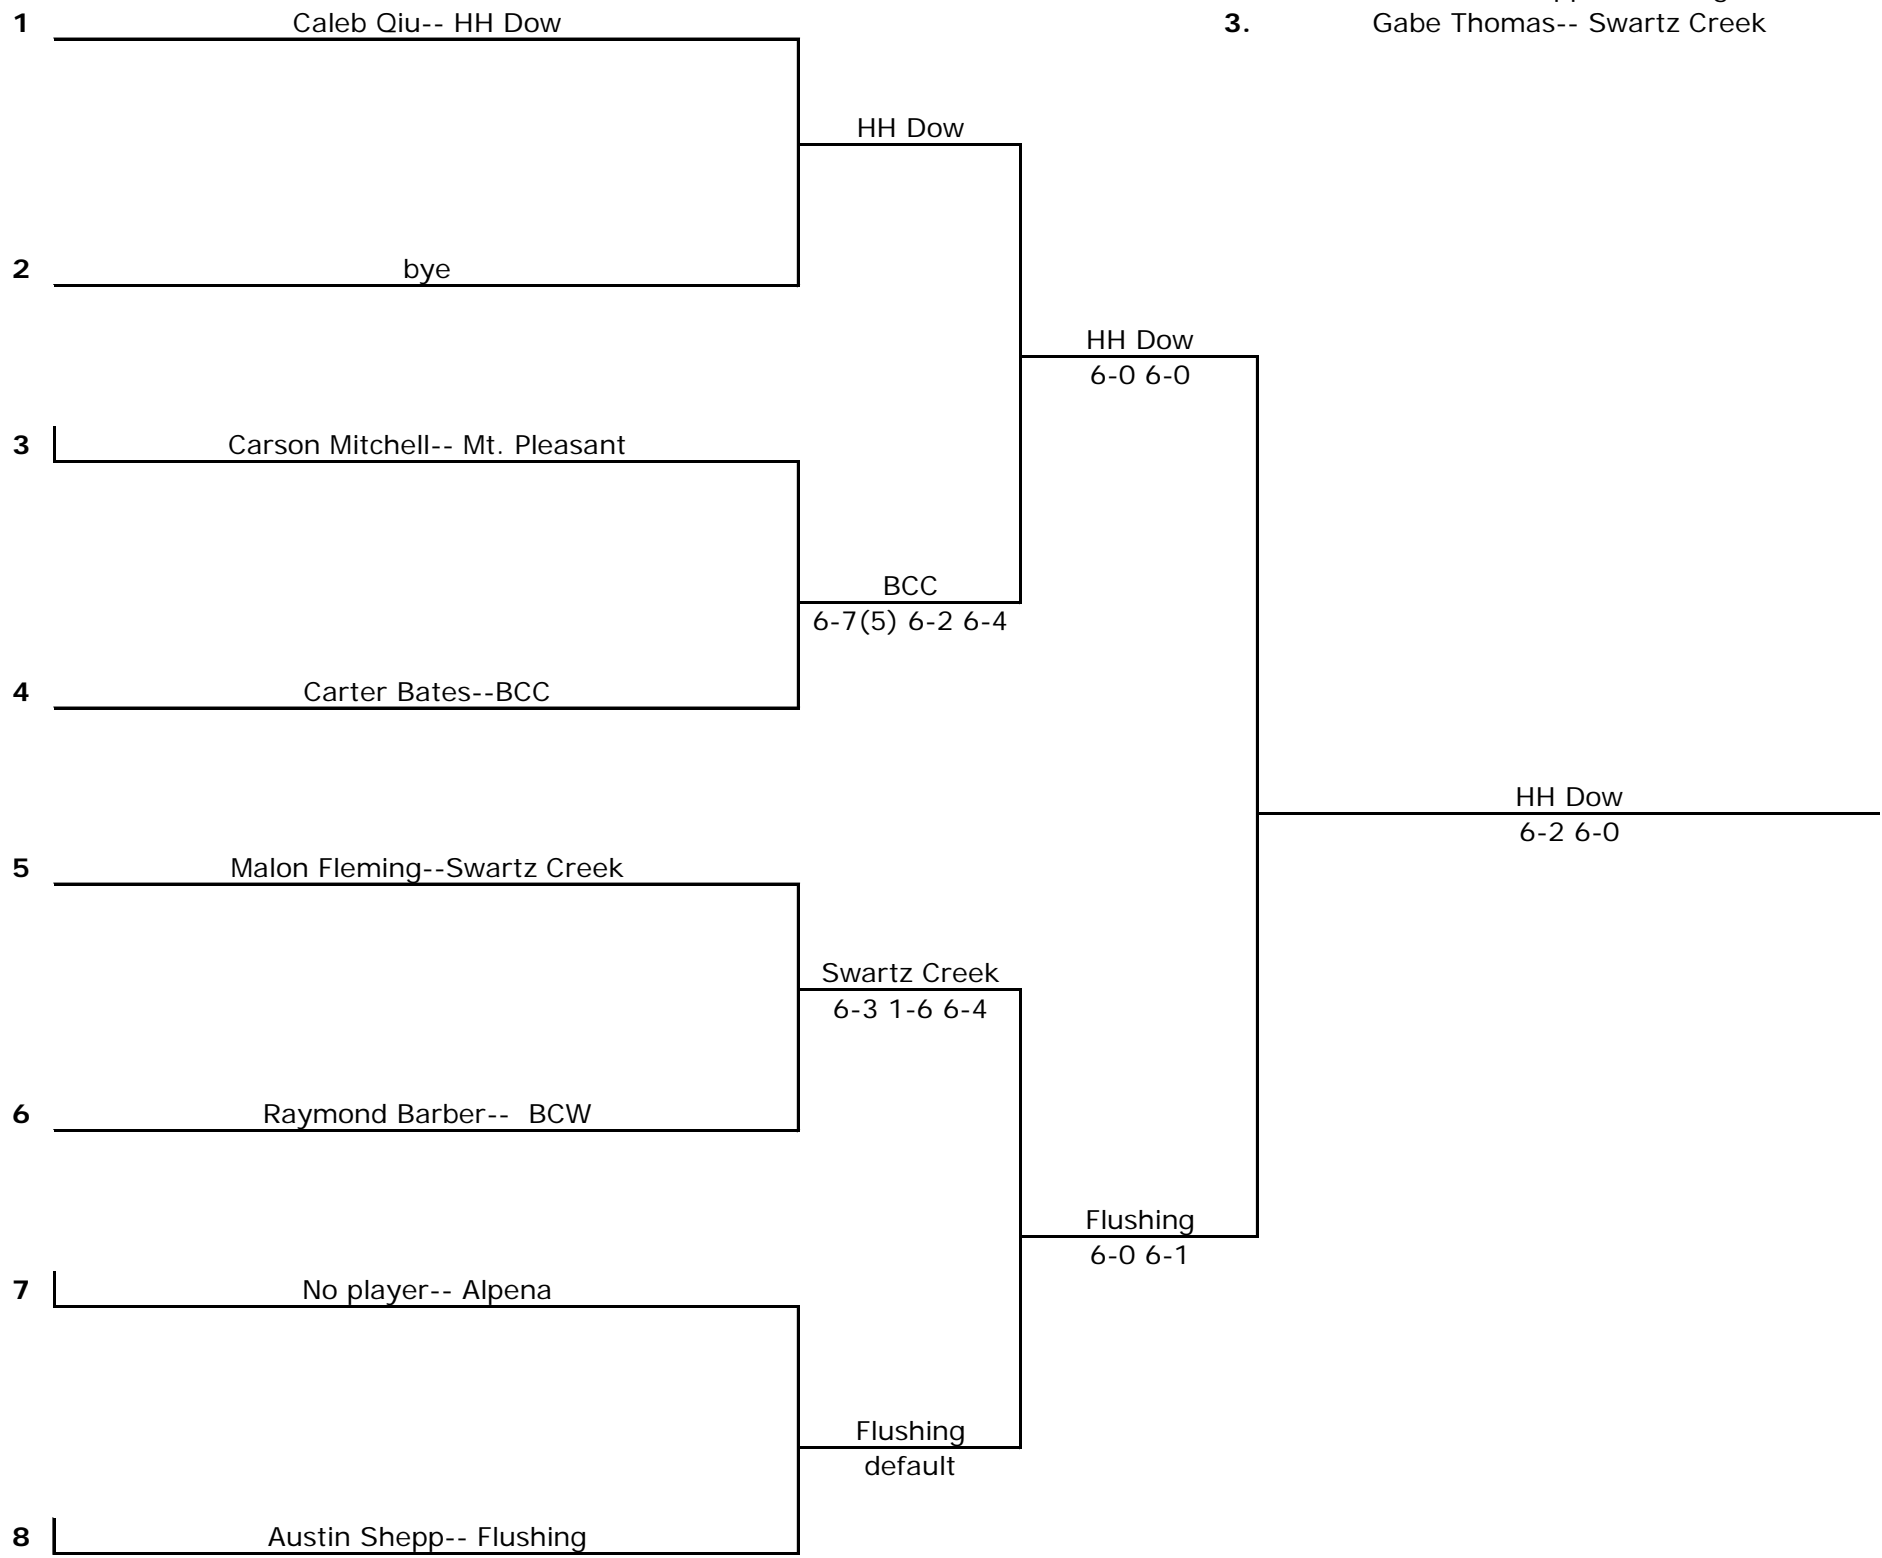 1 Caleb Qiu-- HH Dow
3. Gabe Thomas-- Swartz Creek
HH Dow
2 bye
HH Dow
6-0 6-0
3 Carson Mitchell-- Mt. Pleasant
BCC
6-7(5) 6-2 6-4
4 Carter Bates--BCC
HH Dow
6-2 6-0
5 Malon Fleming--Swartz Creek
Swartz Creek
6-3 1-6 6-4
6 Raymond Barber-- BCW
Flushing
6-0 6-1
7 No player-- Alpena
Flushing
default
8 Austin Shepp-- Flushing